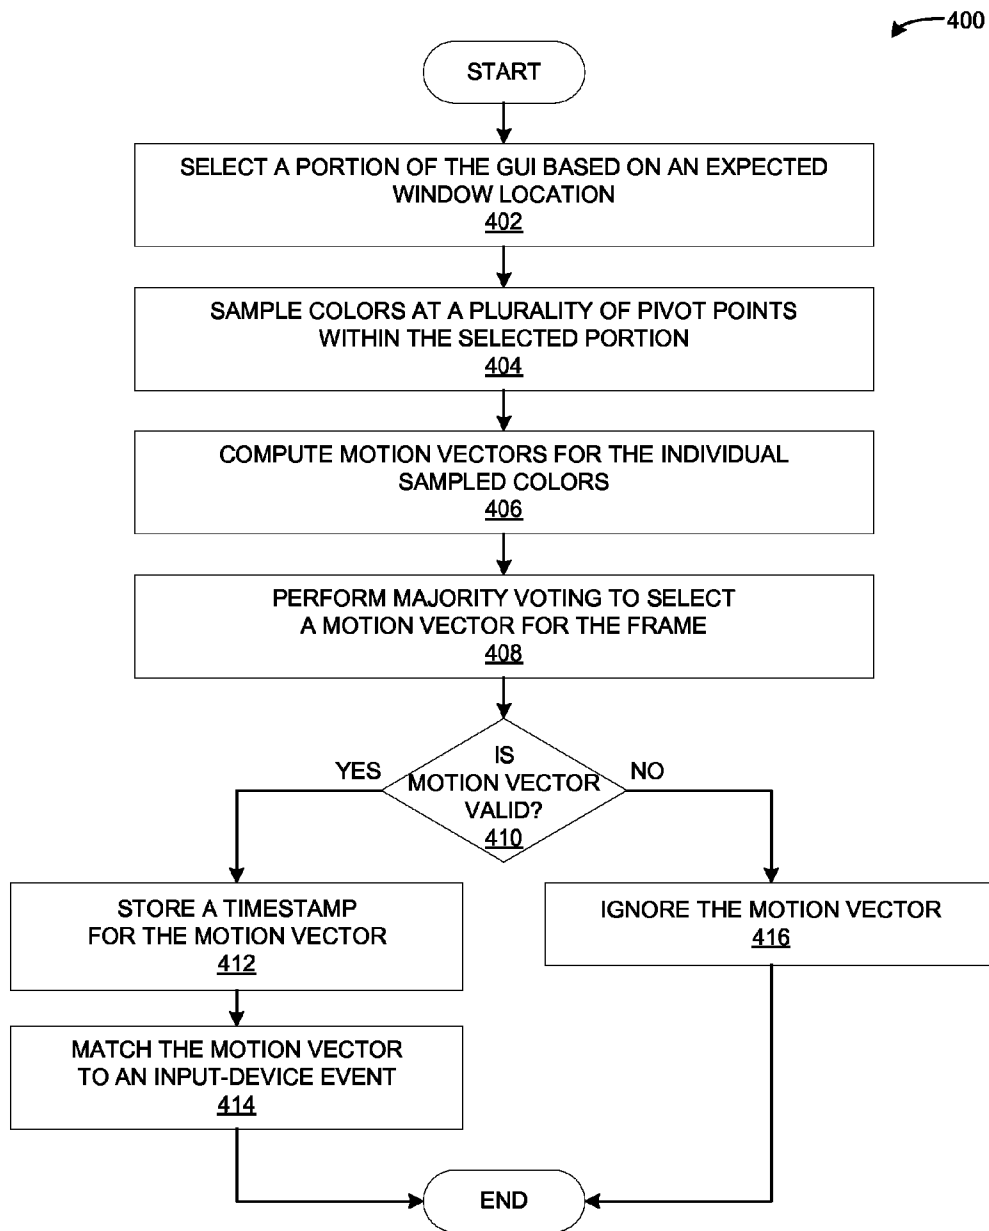 400
START
SELECT A PORTION OF THE GUI BASED ON AN EXPECTED
WINDOW LOCATION
402
SAMPLE COLORS AT A PLURALITY OF PIVOT POINTS
WITHIN THE SELECTED PORTION
404
COMPUTE MOTION VECTORS FOR THE INDIVIDUAL
SAMPLED COLORS
406
PERFORM MAJORITY VOTING TO SELECT
A MOTION VECTOR FOR THE FRAME
408
IS
MOTION VECTOR
VALID?
410
YES
NO
STORE A TIMESTAMP
FOR THE MOTION VECTOR
412
IGNORE THE MOTION VECTOR
416
MATCH THE MOTION VECTOR
TO AN INPUT-DEVICE EVENT
414
END